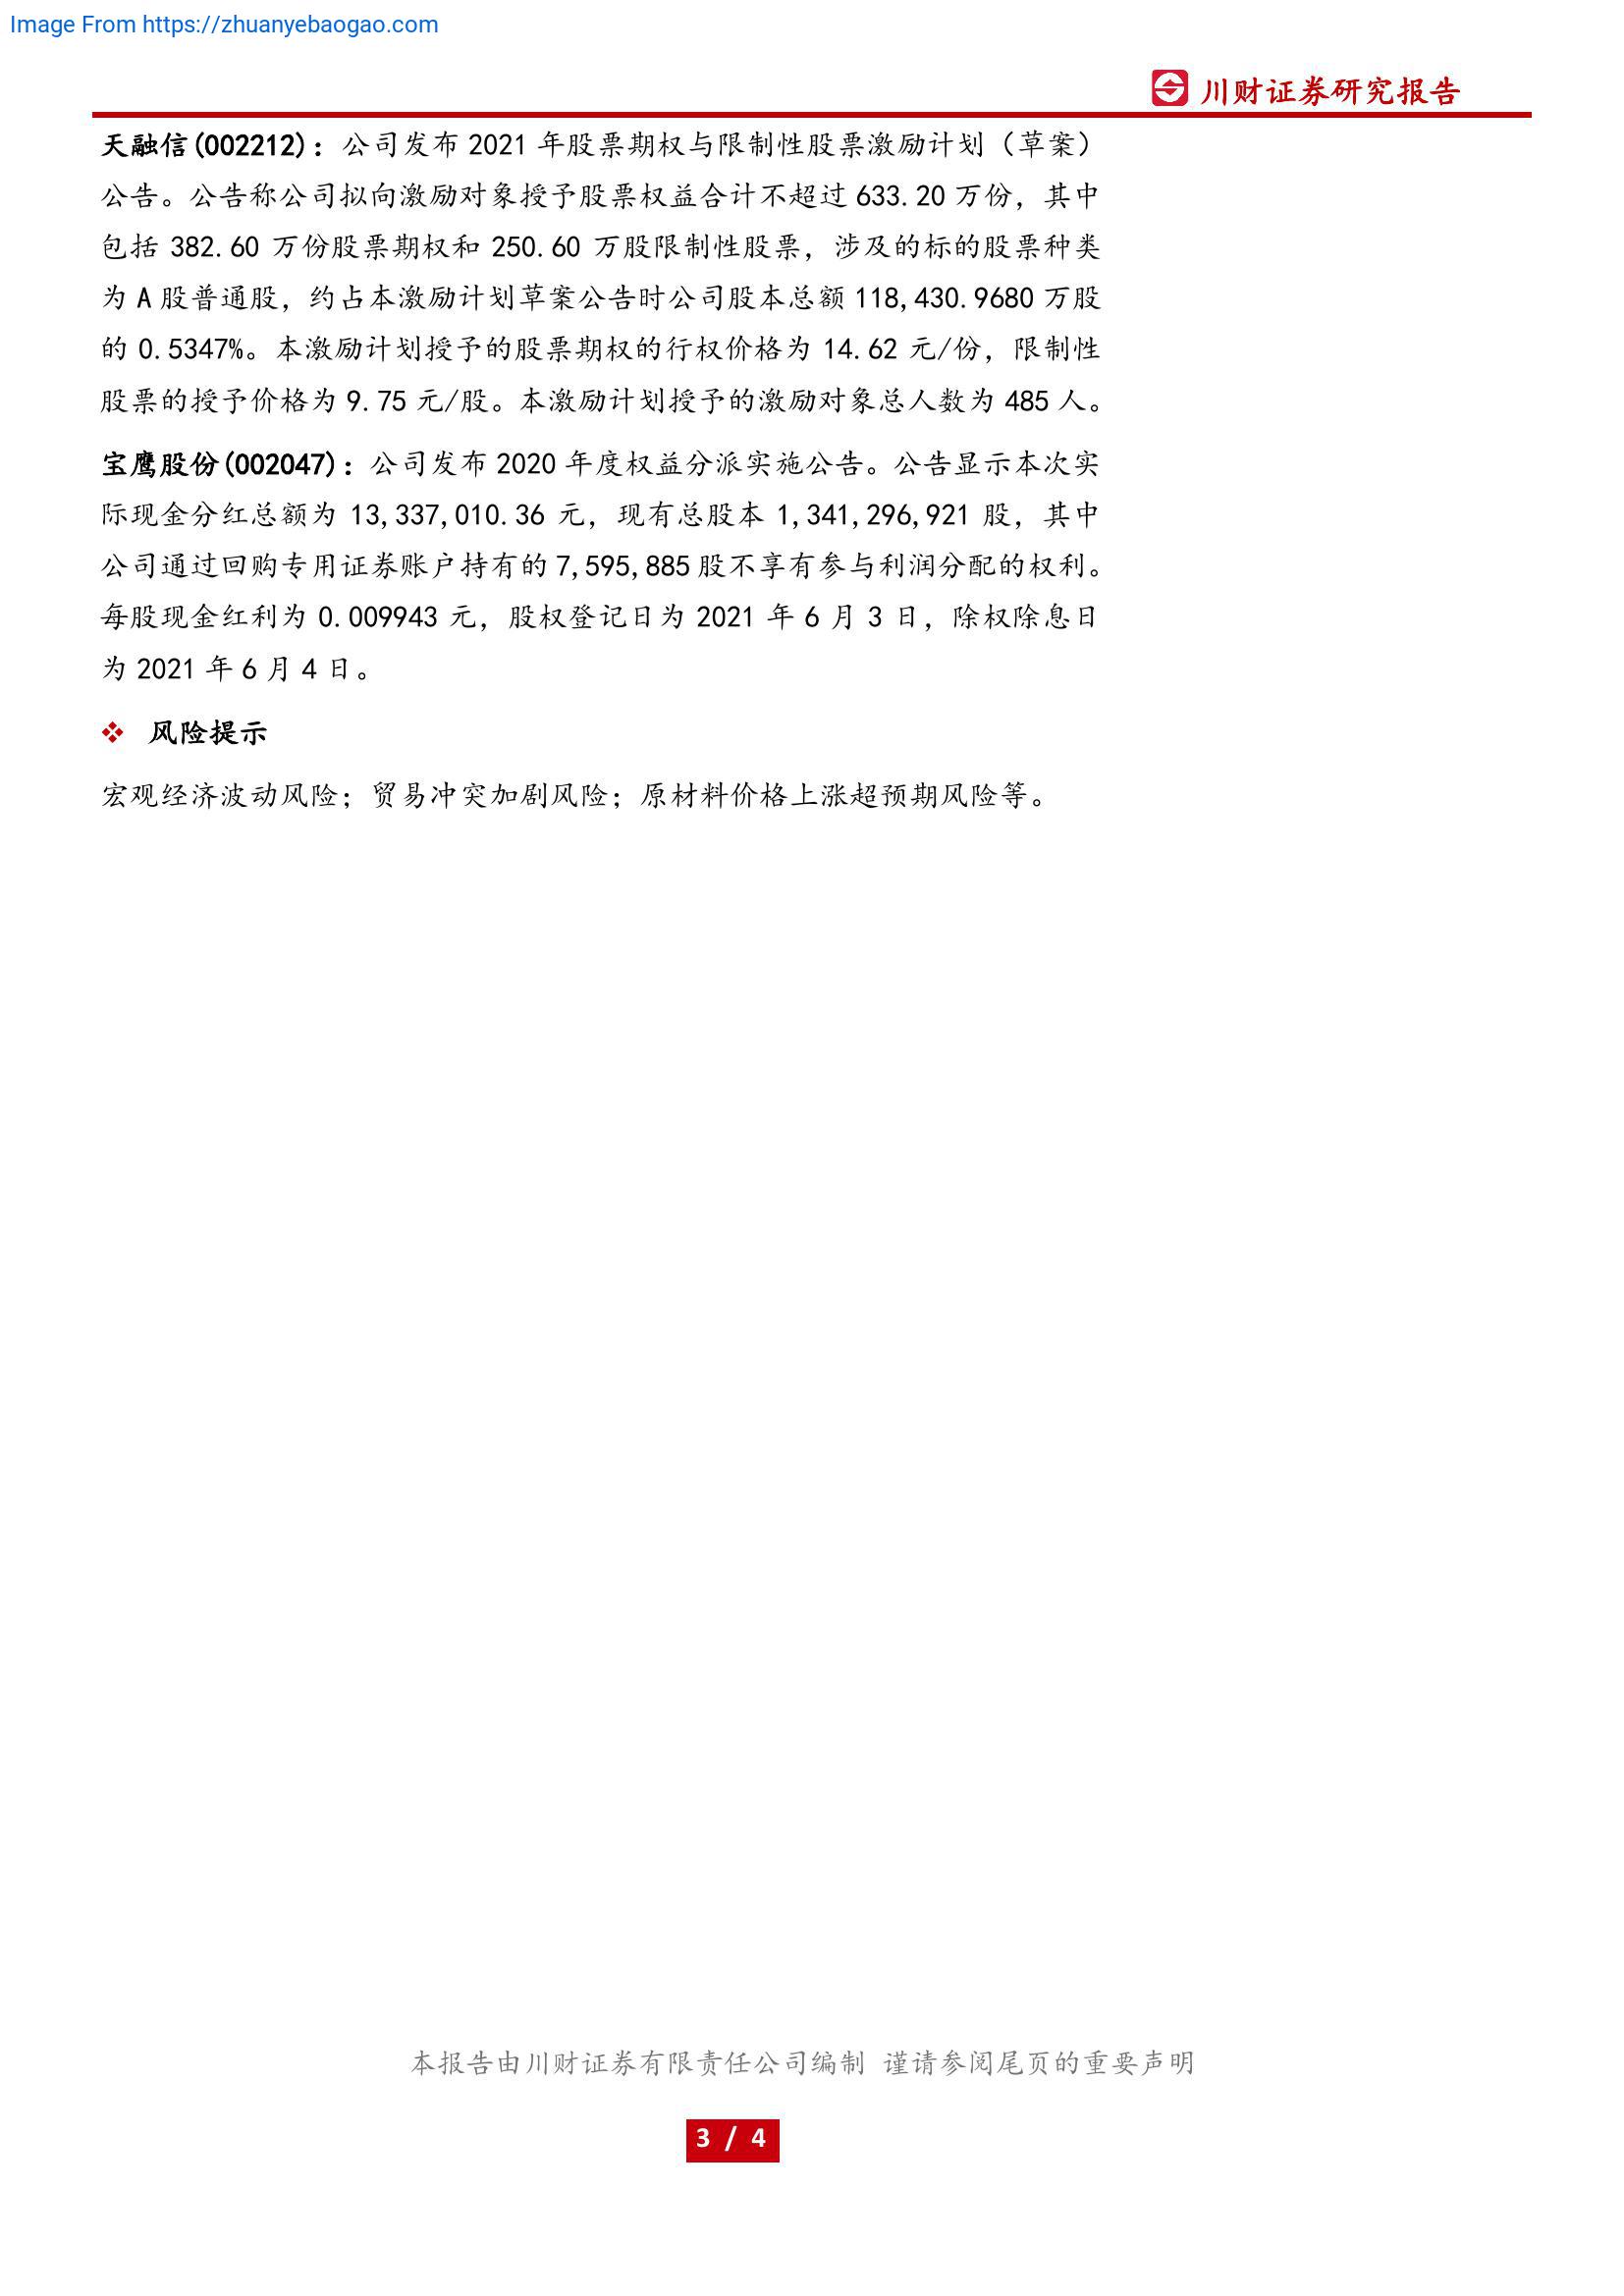 Image From https://zhuanyebaogao.com
川财证券研究报告
天融信(002212)：公司发布 2021 年股票期权与限制性股票激励计划（草案）
公告。公告称公司拟向激励对象授予股票权益合计不超过 633.20 万份，其中
包括 382.60 万份股票期权和 250.60 万股限制性股票，涉及的标的股票种类
为 A 股普通股，约占本激励计划草案公告时公司股本总额 118,430.9680 万股
的 0.5347%。本激励计划授予的股票期权的行权价格为 14.62 元/份，限制性
股票的授予价格为 9.75 元/股。本激励计划授予的激励对象总人数为 485 人。
宝鹰股份(002047)：公司发布 2020 年度权益分派实施公告。公告显示本次实
际现金分红总额为 13,337,010.36 元，现有总股本 1,341,296,921 股，其中
公司通过回购专用证券账户持有的 7,595,885 股不享有参与利润分配的权利。
每股现金红利为 0.009943 元，股权登记日为 2021 年 6 月 3 日，除权除息日
为 2021 年 6 月 4 日。
❖ 风险提示
宏观经济波动风险；贸易冲突加剧风险；原材料价格上涨超预期风险等。
本报告由川财证券有限责任公司编制 谨请参阅尾页的重要声明
3 / 4